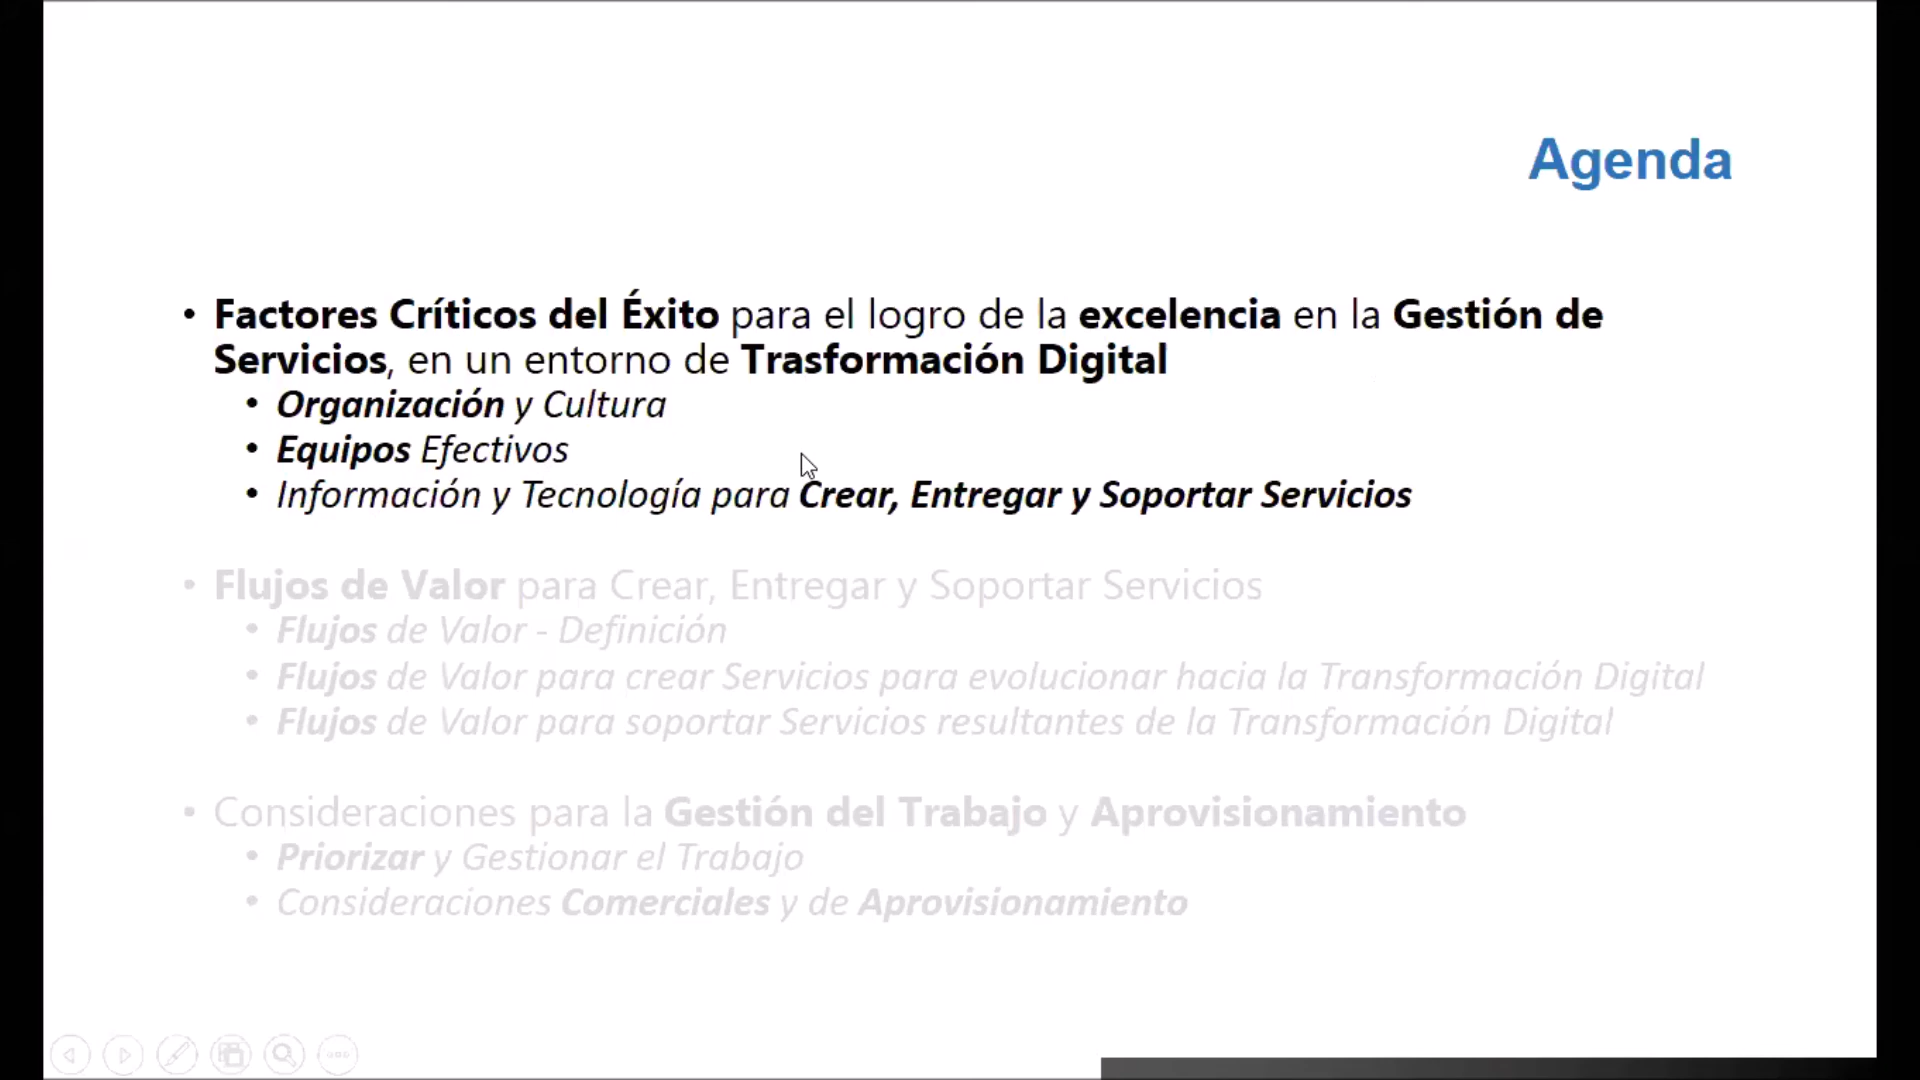 Agenda
• Factores Críticos del Éxito para el logro de la excelencia en la Gestión de
Servicios, en un entorno de Trasformación Digital
• Organización y Cultura
• Equipos Efectivos
• Información y Tecnología para Crear, Entregar y Soportar Servicios
• Flujos de Valor para Crear, Entregar y Soportar Servicios
• Flujos de Valor - Definición
• Flujos de Valor para crear Servicios para evolucionar hacia la Transformación Digital
• Flujos de Valor para soportar Servicios resultantes de la Transformación Digital
• Consideraciones para la Gestión del Trabajo y Aprovisionamiento
• Priorizar y Gestionar el Trabajo
• Consideraciones Comerciales y de Aprovisionamiento